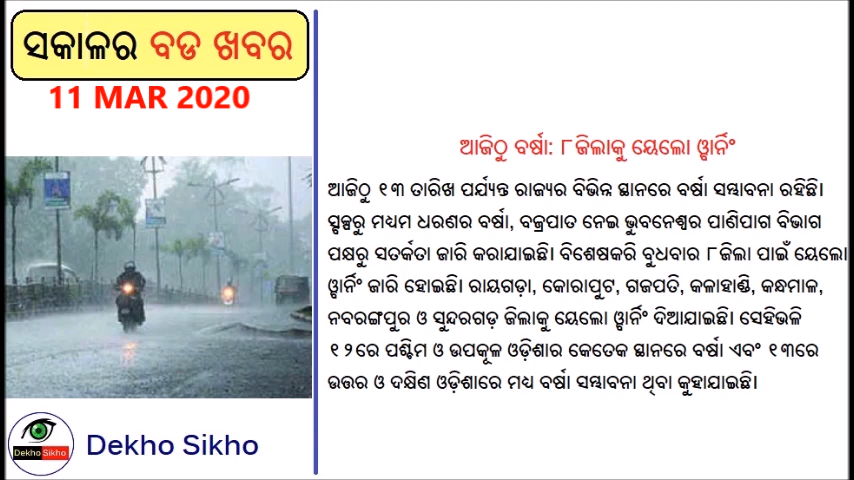 ସକାଳର ବଡ ଖବର
11 MAR 2020
ଆଜିଠୁ ବର୍ଷା: ୮ ଜିଲାକୁ ୟେଲୋ ୱାର୍ନିଂ
ଆଜିଠୁ ୧୩ ତାରିଖ ପର୍ଯ୍ୟନ୍ତ ରାଜ୍ୟର ବିଭିନ୍ନ ସ୍ଥାନରେ ବର୍ଷା ସମ୍ଭାବନା ରହିଛି।
ସ୍ବଳ୍ପରୁ ମଧ୍ୟମ ଧରଣର ବର୍ଷା, ବଜ୍ରପାତ ନେଇ ଭୁବନେଶ୍ୱର ପାଣିପାଗ ବିଭାଗ
ପକ୍ଷରୁ ସତର୍କତା ଜାରି କରାଯାଇଛି। ବିଶେଷକରି ବୁଧବାର ୮ ଜିଲା ପାଇଁ ୟେଲୋ
ୱାର୍ନିଂ ଜାରି ହୋଇଛି। ରାୟଗଡ଼ା, କୋରାପୁଟ, ଗଜପତି, କଳାହାଣ୍ଡି, କନ୍ଧମାଳ,
ନବରଙ୍ଗପୁର ଓ ସୁନ୍ଦରଗଡ଼ ଜିଲାକୁ ୟେଲୋ ୱାର୍ନିଂ ଦିଆଯାଇଛି। ସେହିଭଳି
୧୨ରେ ପଶ୍ଚିମ ଓ ଉପକୂଳ ଓଡ଼ିଶାର କେତେକ ସ୍ଥାନରେ ବର୍ଷା ଏବଂ ୧୩ରେ
ଉତ୍ତର ଓ ଦକ୍ଷିଣ ଓଡ଼ିଶାରେ ମଧ୍ୟ ବର୍ଷା ସମ୍ଭାବନା ଥିବା କୁହାଯାଇଛି।
Dekho Sikho
Dekho Sikho